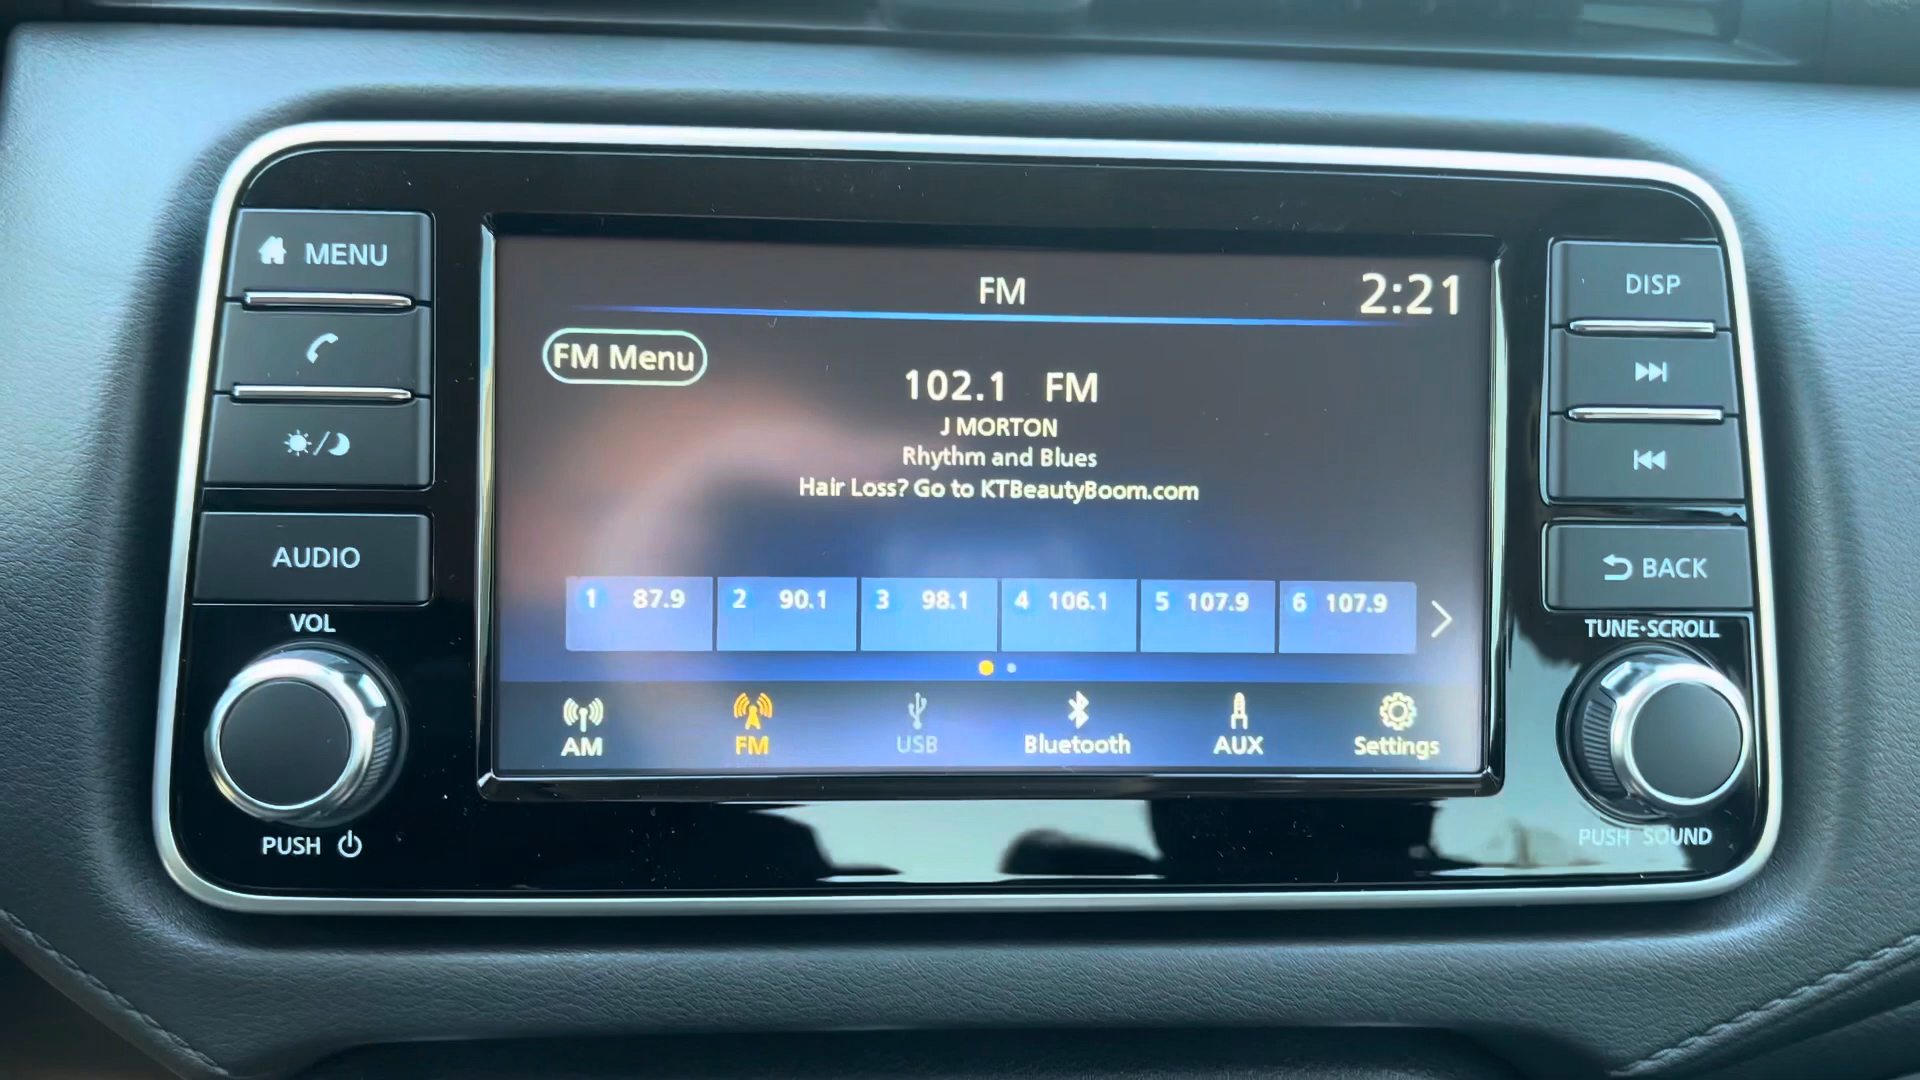 MENU
AUDIO
VOL
PUSH
FM
2:21
FM Menu
102.1 FM
J MORTON
Rhythm and Blues
Hair Loss? Go to KTBeautyBoom.com
1 87.9
2 90.1
3 98.1
4 106.1
5 107.9
6 107.9
AM
FM
USB
Bluetooth
AUX
Settings
DISP
BACK
TUNE•SCROLL
PUSH SOUND